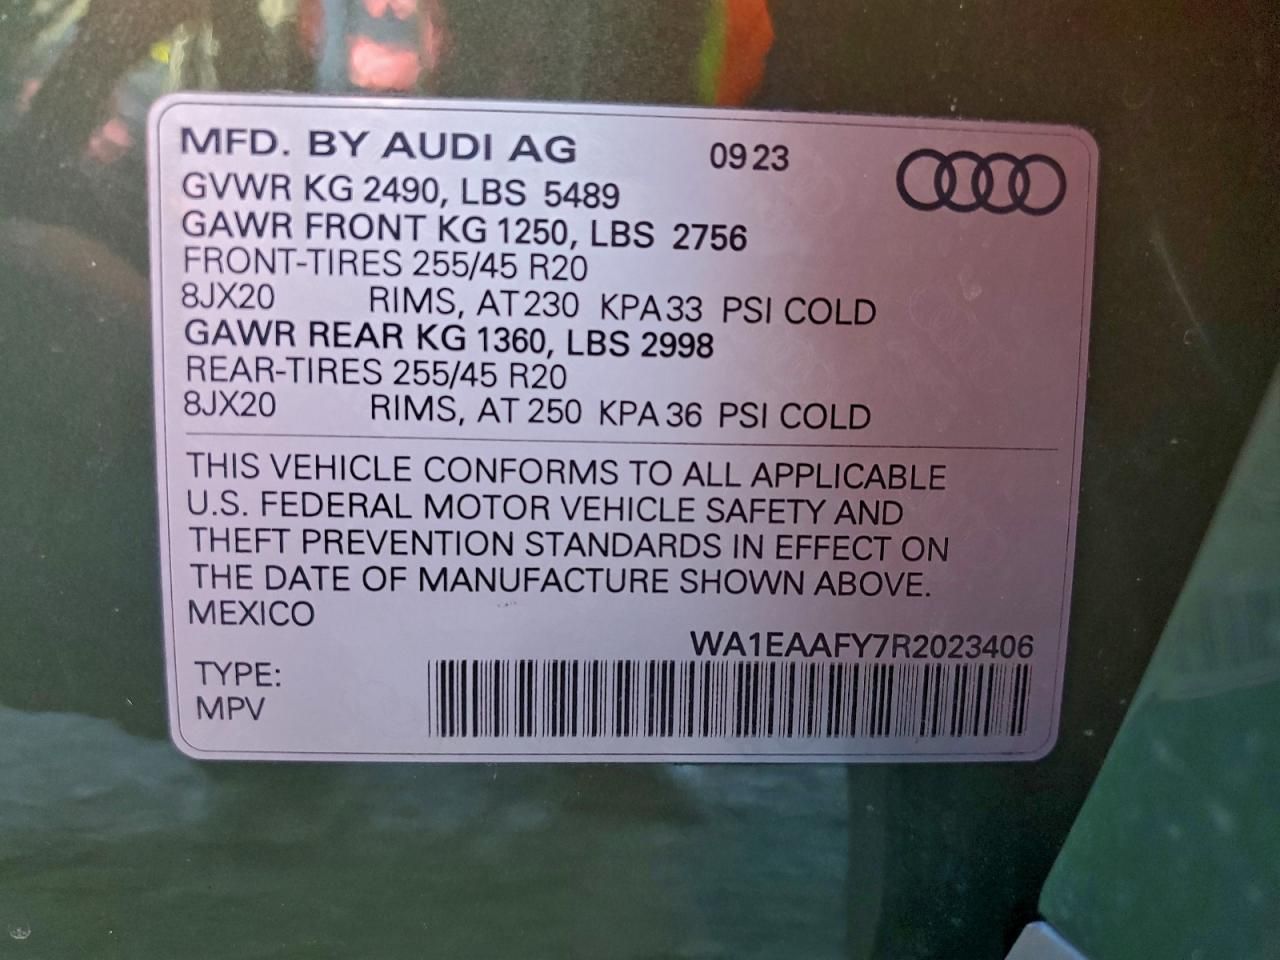 MFD. BY AUDI AG 09 23
GVWR KG 2490, LBS 5489
GAWR FRONT KG 1250, LBS 2756
FRONT-TIRES 255/45 R20
8JX20 RIMS, AT 230 KPA 33 PSI COLD
GAWR REAR KG 1360, LBS 2998
REAR-TIRES 255/45 R20
8JX20 RIMS, AT 250 KPA 36 PSI COLD
THIS VEHICLE CONFORMS TO ALL APPLICABLE
U.S. FEDERAL MOTOR VEHICLE SAFETY AND
THEFT PREVENTION STANDARDS IN EFFECT ON
THE DATE OF MANUFACTURE SHOWN ABOVE.
MEXICO
WA1EAAFY7R2023406
TYPE:
MPV